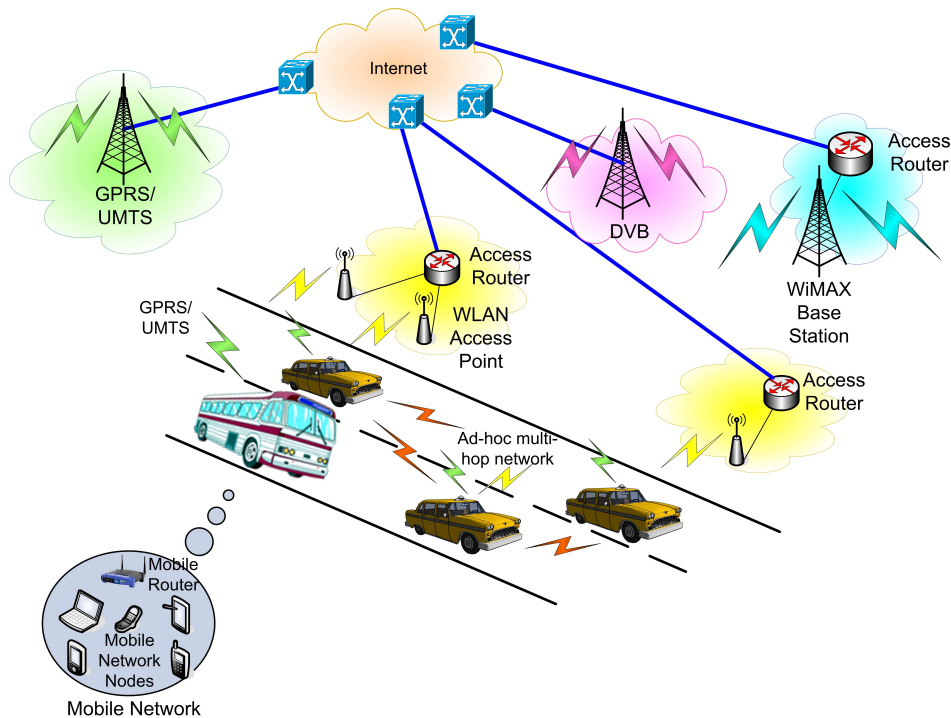 Internet
GPRS/
UMTS
DVB
Access
Router
WiMAX
Base
Station
Access
Router
WLAN
Access
Point
GPRS/
UMTS
Access
Router
Ad-hoc multi-
hop network
Mobile
Router
Mobile
Network
Nodes
Mobile Network